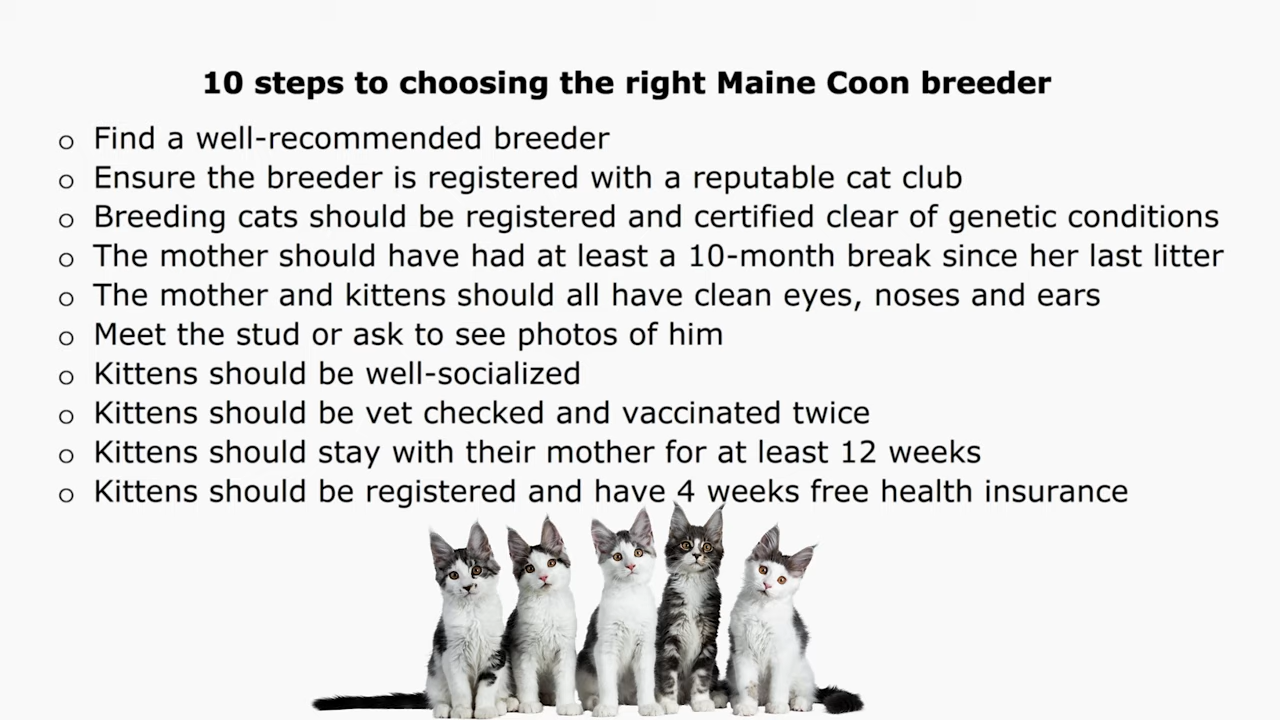 10 steps to choosing the right Maine Coon breeder
o Find a well-recommended breeder
o Ensure the breeder is registered with a reputable cat club
o Breeding cats should be registered and certified clear of genetic conditions
o The mother should have had at least a 10-month break since her last litter
o The mother and kittens should all have clean eyes, noses and ears
o Meet the stud or ask to see photos of him
o Kittens should be well-socialized
o Kittens should be vet checked and vaccinated twice
o Kittens should stay with their mother for at least 12 weeks
o Kittens should be registered and have 4 weeks free health insurance